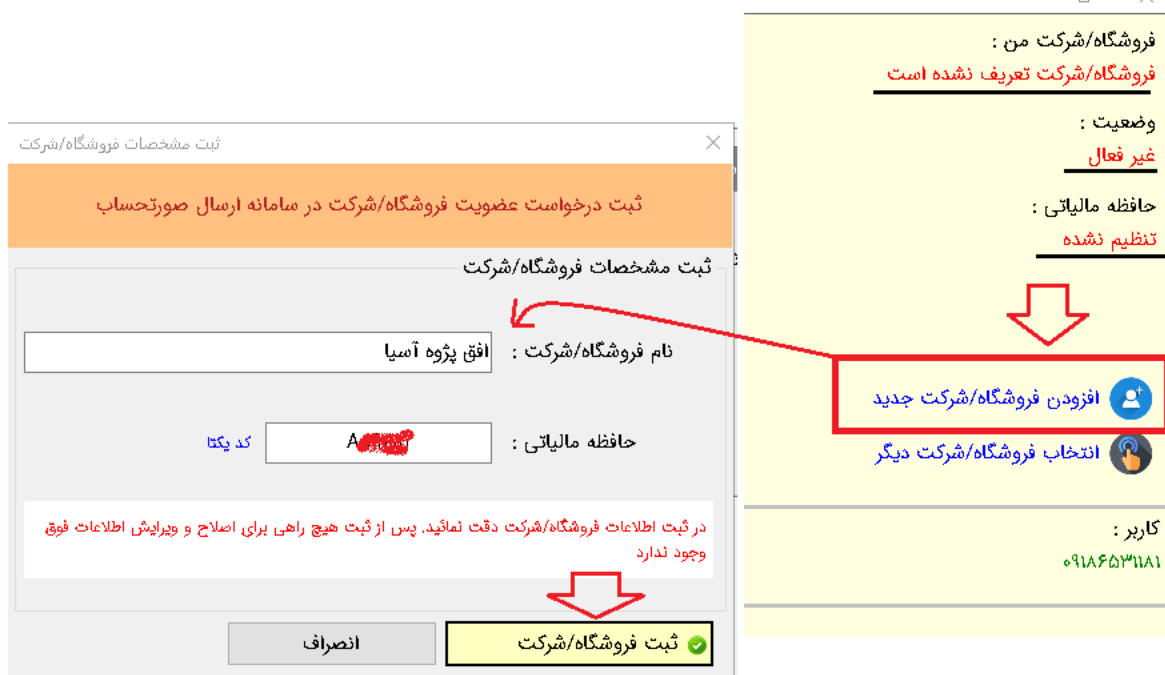 فروشگاه/شرکت من :
فروشگاه/شرکت تعریف نشده است
وضعیت :
غیر فعال
حافظه مالیاتی :
تنظیم نشده
افزودن فروشگاه/شرکت جدید
انتخاب فروشگاه/شرکت دیگر
کاربر :
۰۹۱۸۶۵۳۱۱۸۱
ثبت مشخصات فروشگاه/شرکت
ثبت درخواست عضویت فروشگاه/شرکت در سامانه ارسال صورتحساب
ثبت مشخصات فروشگاه/شرکت
نام فروشگاه/شرکت : افق پژوه آسیا
حافظه مالیاتی : A کد یکتا
در ثبت اطلاعات فروشگاه/شرکت دقت نمائید. پس از ثبت هیچ راهی برای اصلاح و ویرایش اطلاعات فوق
وجود ندارد
ثبت فروشگاه/شرکت
انصراف